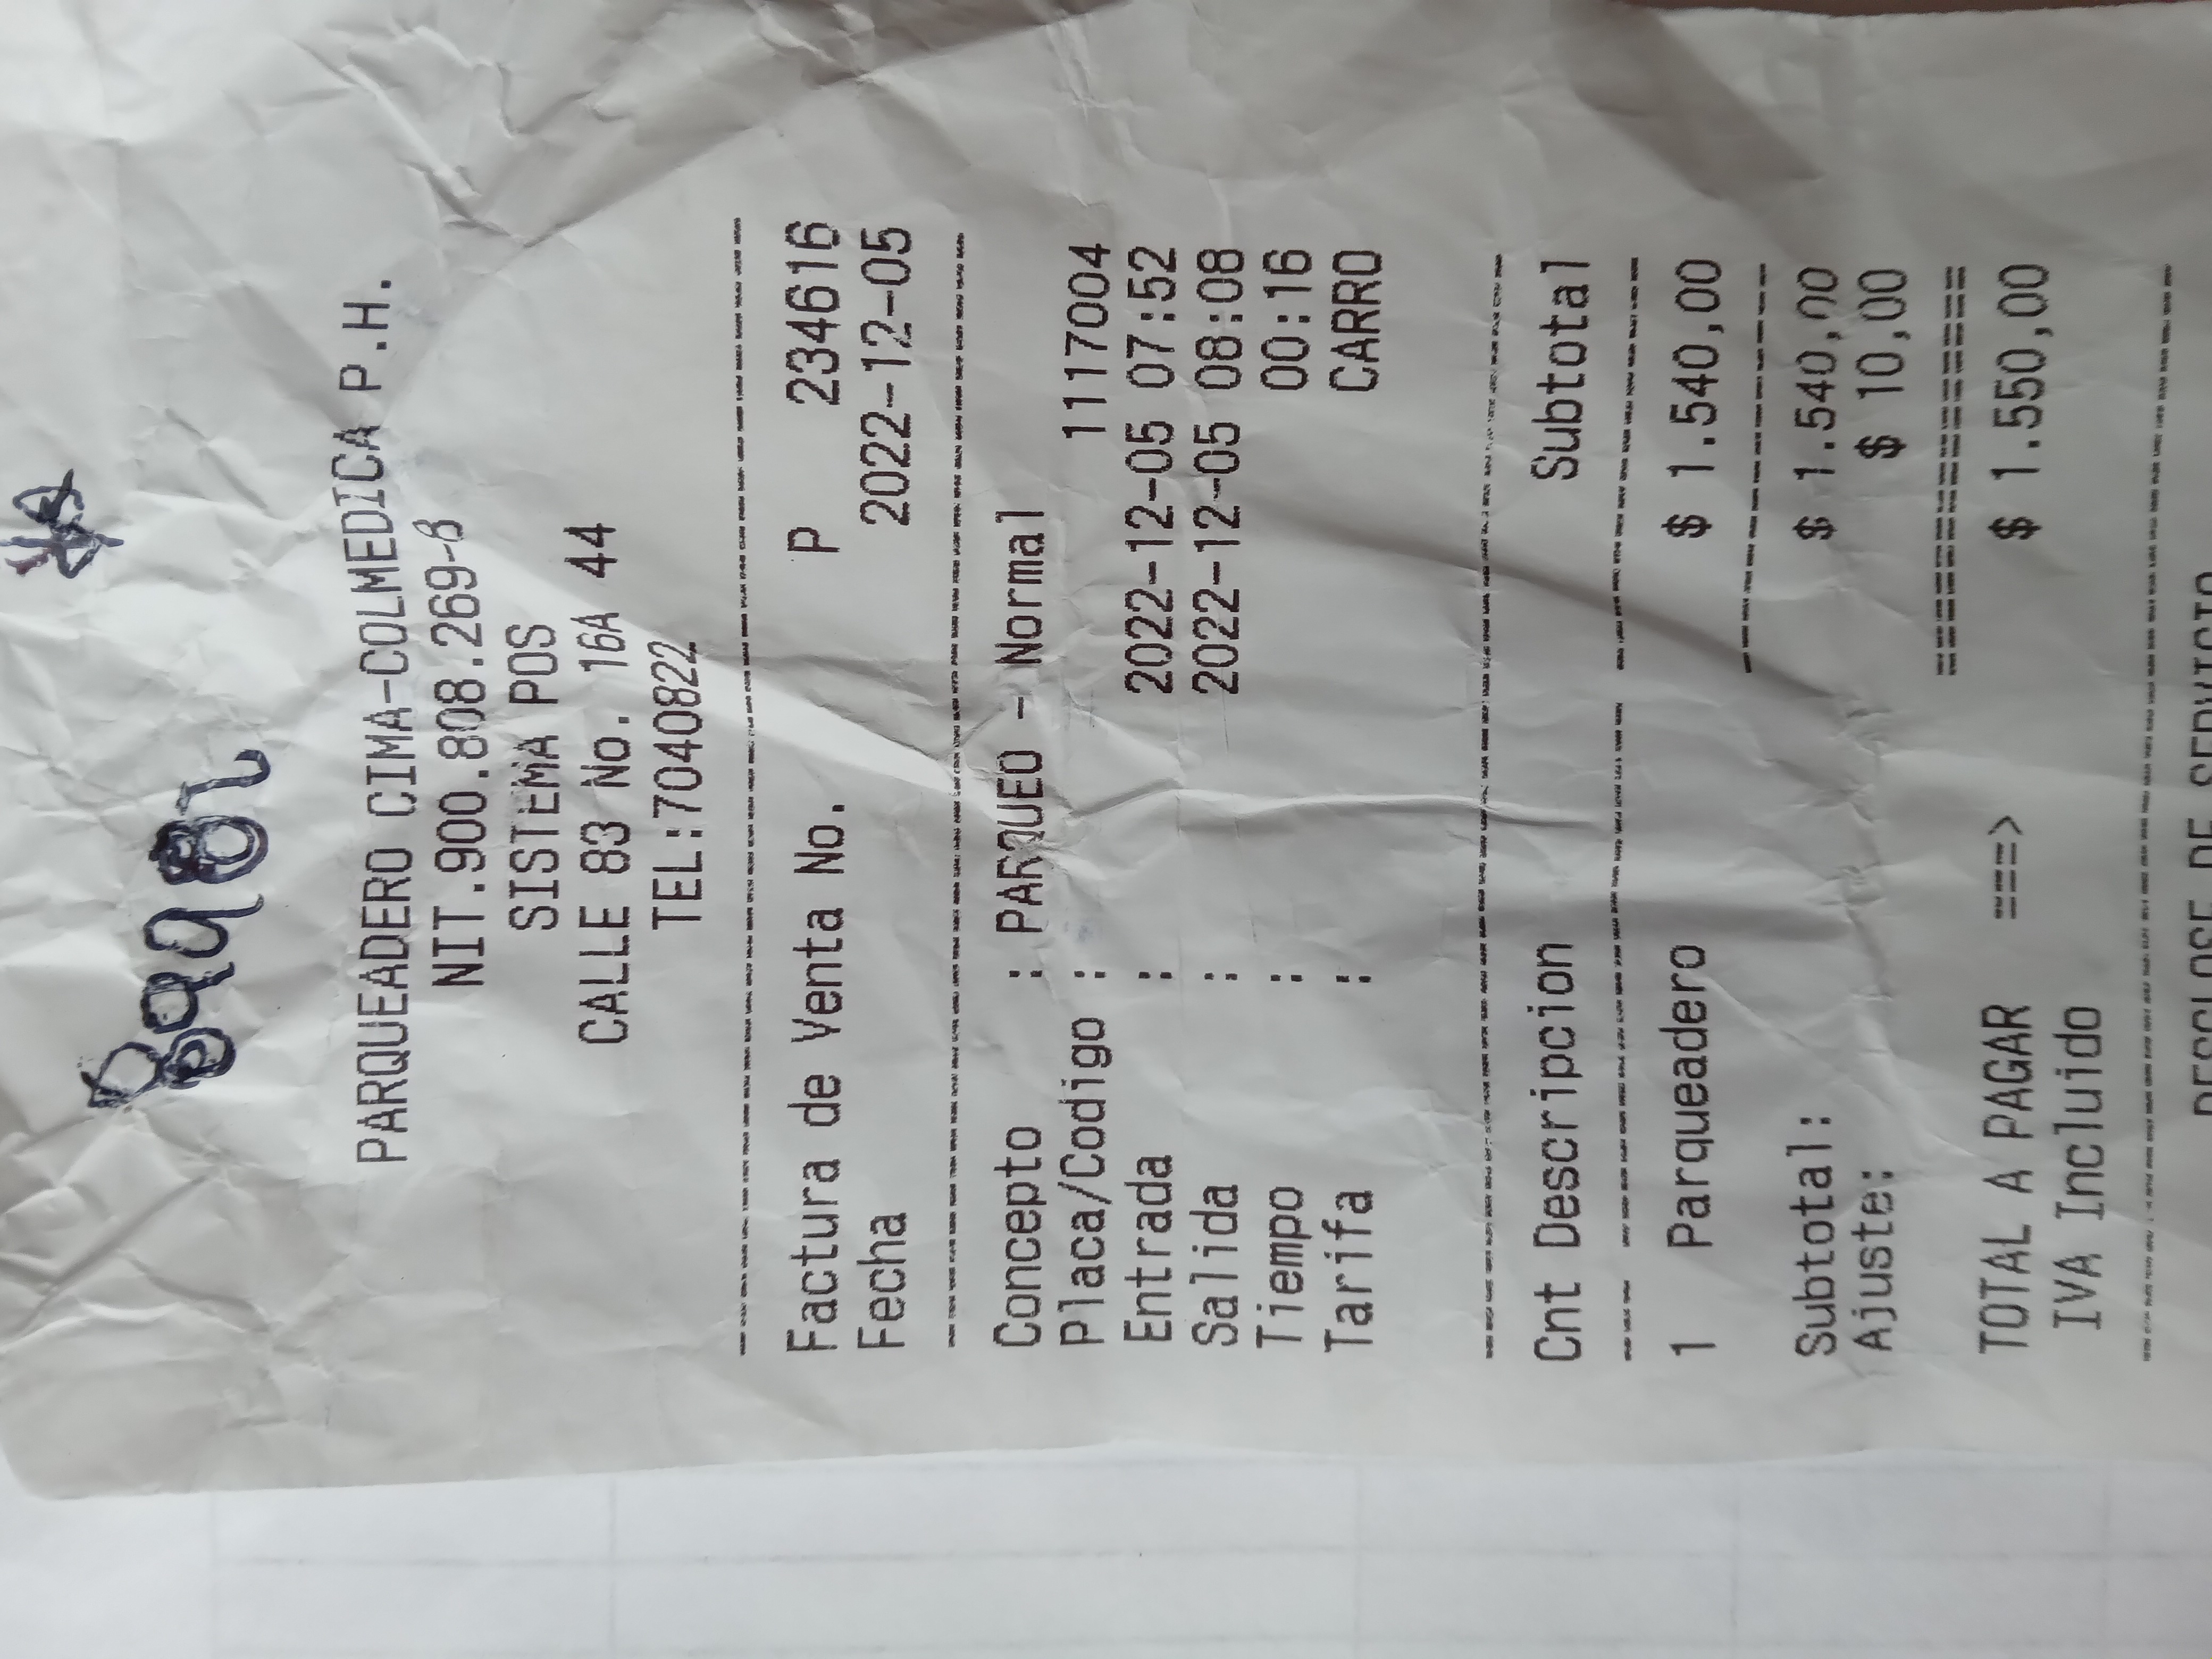 PARQUEADERO CIMA-COLMEDICA P.H.
NIT.900.808.269-8
SISTEMA POS
CALLE 83 No. 16A 44
TEL:7040822
Factura de Venta No. P 234616
Fecha 2022-12-05
Concepto : PARQUEO - Normal
Placa/Codigo : 1117004
Entrada : 2022-12-05 07:52
Salida : 2022-12-05 08:08
Tiempo : 00:16
Tarifa : CARRO
Cnt Descripcion Subtotal
1 Parqueadero $ 1.540,00
Subtotal: $ 1.540,00
Ajuste: $ 10,00
TOTAL A PAGAR ===> $ 1.550,00
IVA Incluido
DESGLOSE DE SERVICIO